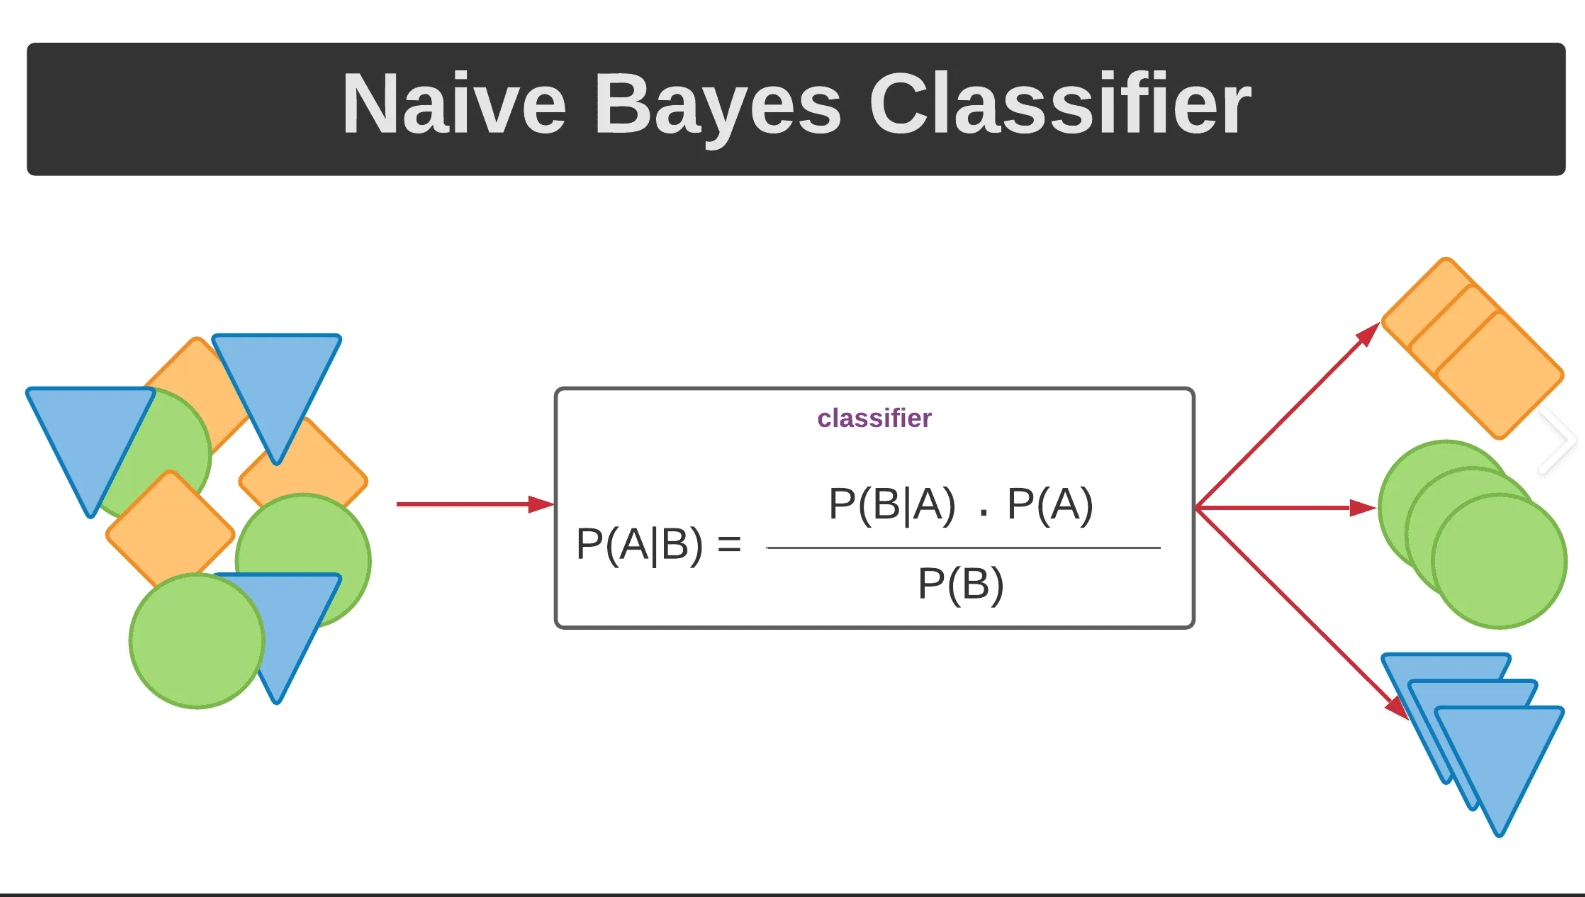 Naive Bayes Classifier
classifier
P(B|A) . P(A)
P(A|B) =
P(B)